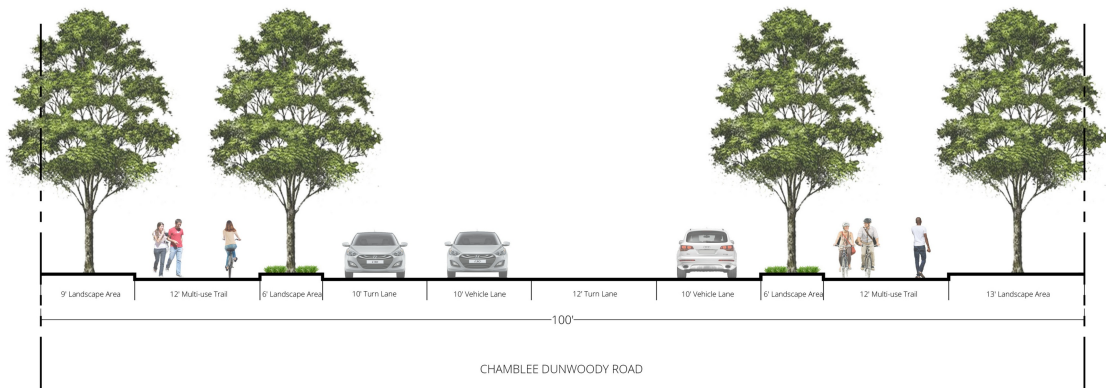 9' Landscape Area
12' Multi-use Trail
6' Landscape Area
10' Turn Lane
10' Vehicle Lane
12' Turn Lane
10' Vehicle Lane
6' Landscape Area
12' Multi-use Trail
13' Landscape Area
100'
CHAMBLEE DUNWOODY ROAD